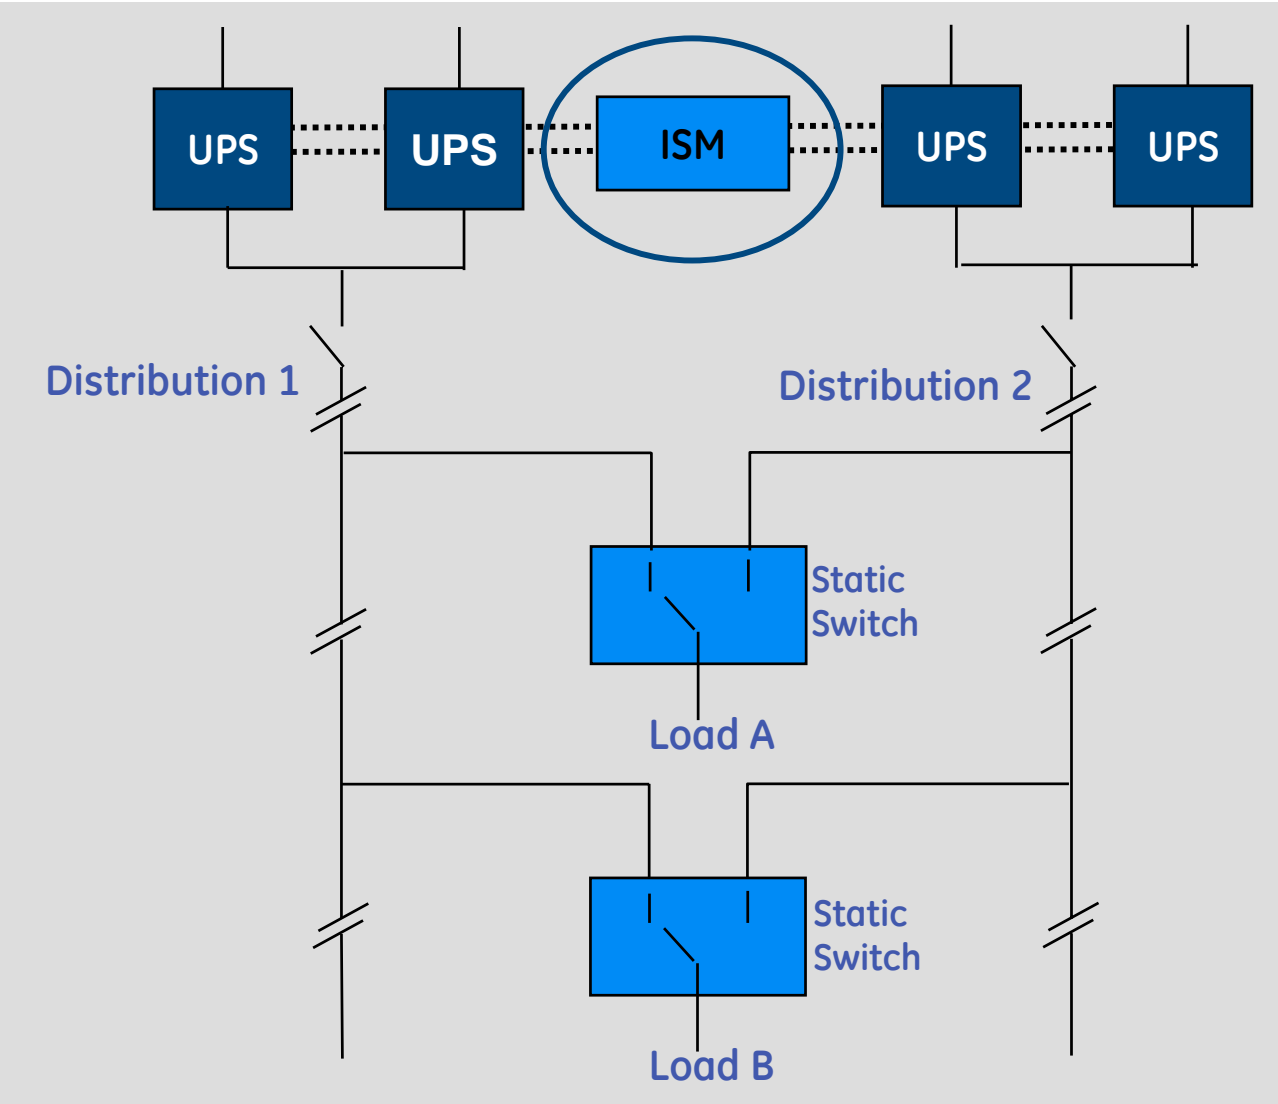 UPS
UPS
ISM
UPS
UPS
Distribution 1
Distribution 2
Static
Switch
Load A
Static
Switch
Load B